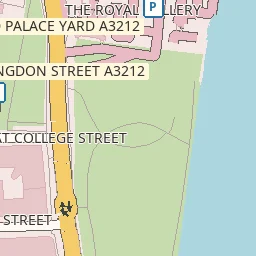 THE ROYAL GALLERY
P
PALACE YARD A3212
NGDON STREET A3212
AT COLLEGE STREET
STREET